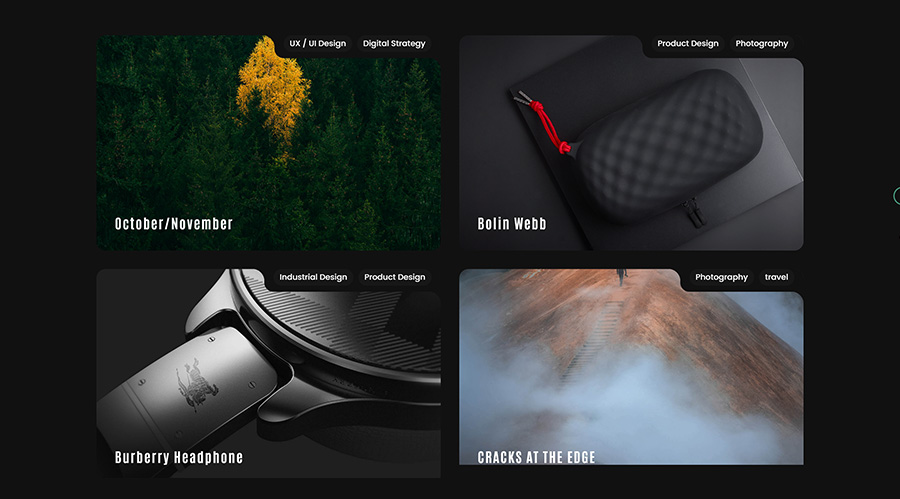 UX / UI Design Digital Strategy
October/November
Product Design Photography
Bolin Webb
Industrial Design Product Design
Burberry Headphone
Photography travel
CRACKS AT THE EDGE